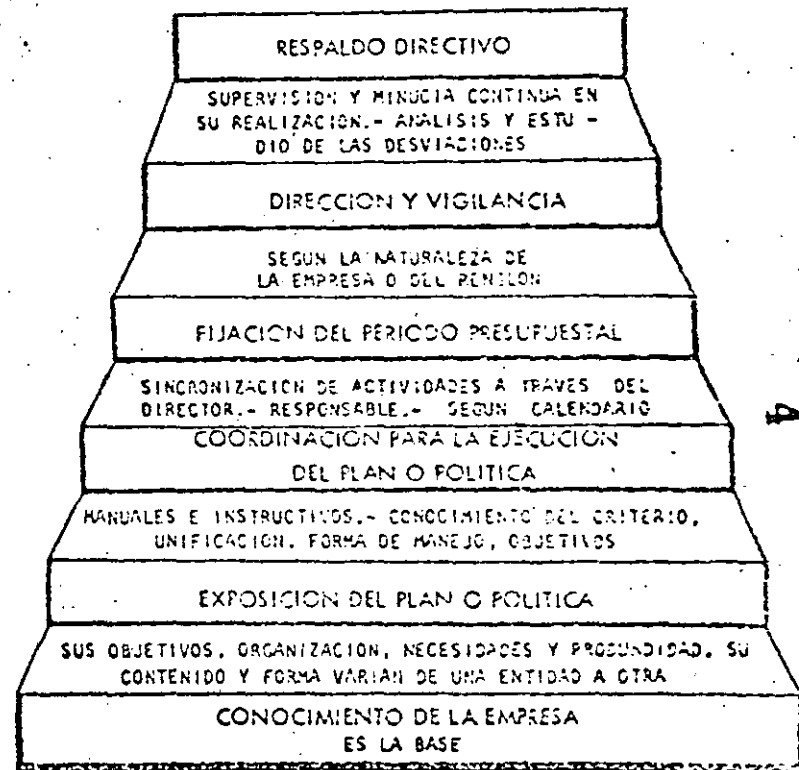 RESPALDO DIRECTIVO
SUPERVISION Y MINUCIA CONTINUA EN
SU REALIZACION.- ANALISIS Y ESTU -
DIO DE LAS DESVIACIONES
DIRECCION Y VIGILANCIA
SEGUN LA NATURALEZA DE
LA EMPRESA O DEL RENGLON
FIJACION DEL PERIODO PRESUPUESTAL
SINCRONIZACION DE ACTIVIDADES A TRAVES DEL
DIRECTOR.- RESPONSABLE.- SEGUN CALENDARIO
4
COORDINACION PARA LA EJECUCION
DEL PLAN O POLITICA
MANUALES E INSTRUCTIVOS.- CONOCIMIENTO DEL CRITERIO,
UNIFICACION, FORMA DE MANEJO, OBJETIVOS
EXPOSICION DEL PLAN O POLITICA
SUS OBJETIVOS, ORGANIZACION, NECESIDADES Y PROFUNDIDAD. SU
CONTENIDO Y FORMA VARIAN DE UNA ENTIDAD A OTRA
CONOCIMIENTO DE LA EMPRESA
ES LA BASE